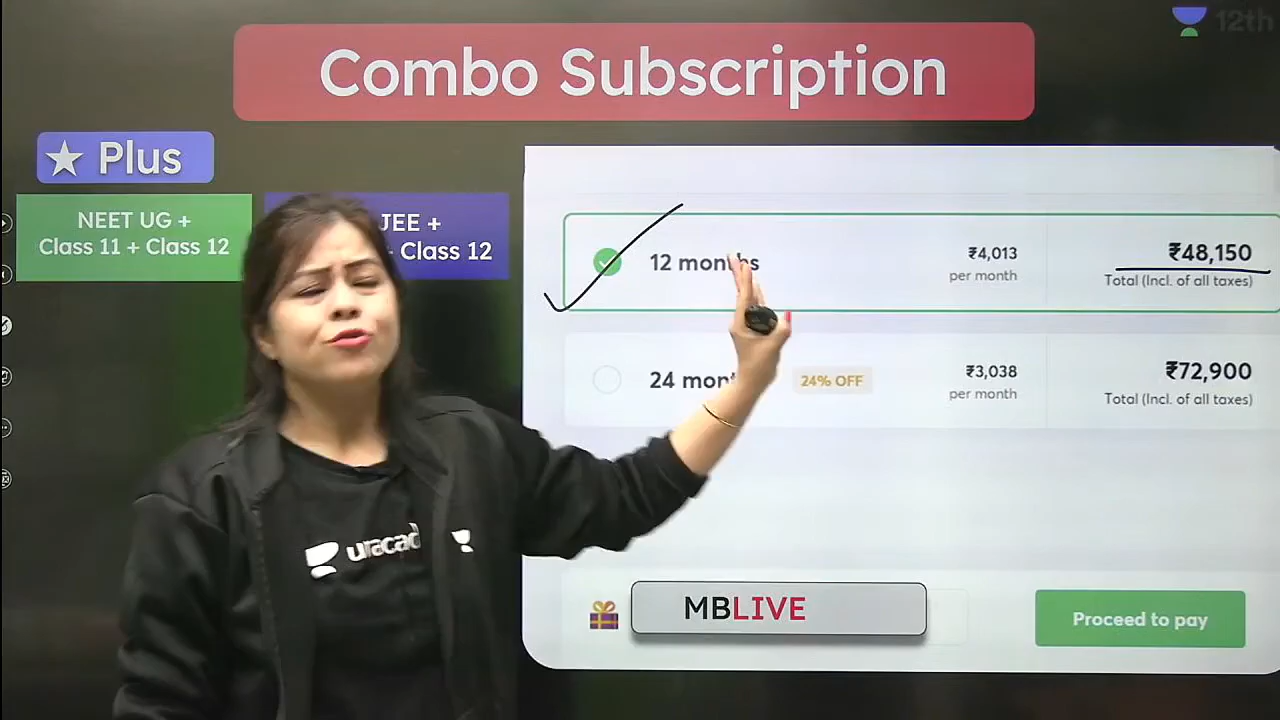 12th
Combo Subscription
★ Plus
NEET UG +
Class 11 + Class 12
JEE +
Class 12
12 months
₹4,013
per month
₹48,150
Total (Incl. of all taxes)
24% OFF
24
₹3,038
per month
₹72,900
Total (Incl. of all taxes)
MBLIVE
Proceed to pay